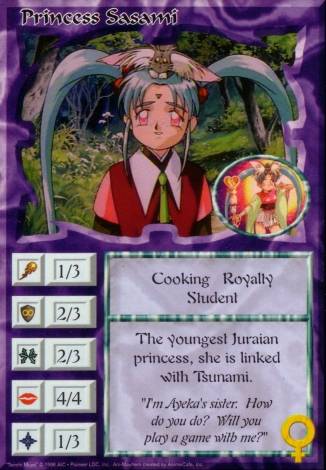 Princess Sasami
1/3
2/3
2/3
4/4
1/3
Cooking Royalty
Student
The youngest Juraian
princess, she is linked
with Tsunami.
"I'm Ayeka's sister. How
do you do? Will you
play a game with me?"